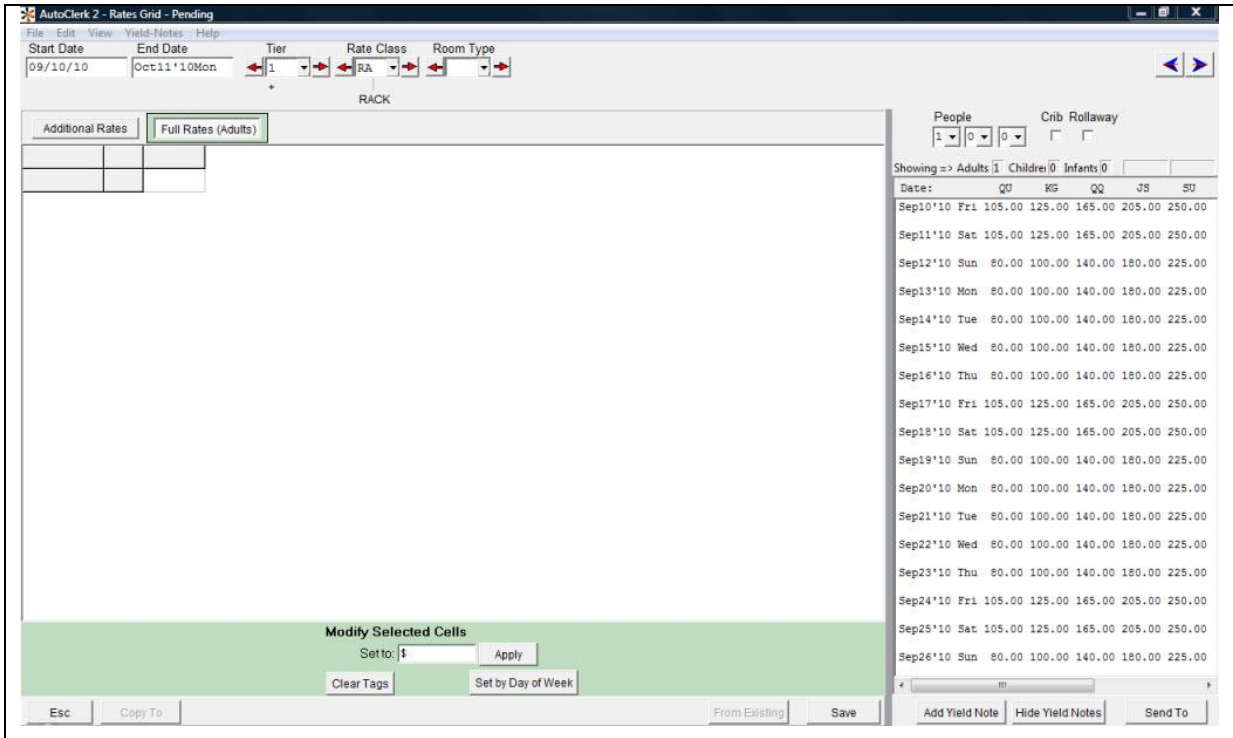 AutoClerk 2 - Rates Grid - Pending
File Edit View Yield-Notes Help
Start Date End Date Tier Rate Class Room Type
09/10/10 Oct11'10Mon 1 RA
+
RACK
Additional Rates Full Rates (Adults)
People Crib Rollaway
1 0 0
Showing => Adults 1 Childrei 0 Infants 0
Date: QU KG QQ JS SU
Sep10'10 Fri 105.00 125.00 165.00 205.00 250.00
Sep11'10 Sat 105.00 125.00 165.00 205.00 250.00
Sep12'10 Sun 80.00 100.00 140.00 180.00 225.00
Sep13'10 Mon 80.00 100.00 140.00 180.00 225.00
Sep14'10 Tue 80.00 100.00 140.00 180.00 225.00
Sep15'10 Wed 80.00 100.00 140.00 180.00 225.00
Sep16'10 Thu 80.00 100.00 140.00 180.00 225.00
Sep17'10 Fri 105.00 125.00 165.00 205.00 250.00
Sep18'10 Sat 105.00 125.00 165.00 205.00 250.00
Sep19'10 Sun 80.00 100.00 140.00 180.00 225.00
Sep20'10 Mon 80.00 100.00 140.00 180.00 225.00
Sep21'10 Tue 80.00 100.00 140.00 180.00 225.00
Sep22'10 Wed 80.00 100.00 140.00 180.00 225.00
Sep23'10 Thu 80.00 100.00 140.00 180.00 225.00
Sep24'10 Fri 105.00 125.00 165.00 205.00 250.00
Sep25'10 Sat 105.00 125.00 165.00 205.00 250.00
Sep26'10 Sun 80.00 100.00 140.00 180.00 225.00
Modify Selected Cells
Set to: $ Apply
Clear Tags Set by Day of Week
Esc Copy To From Existing Save Add Yield Note Hide Yield Notes Send To